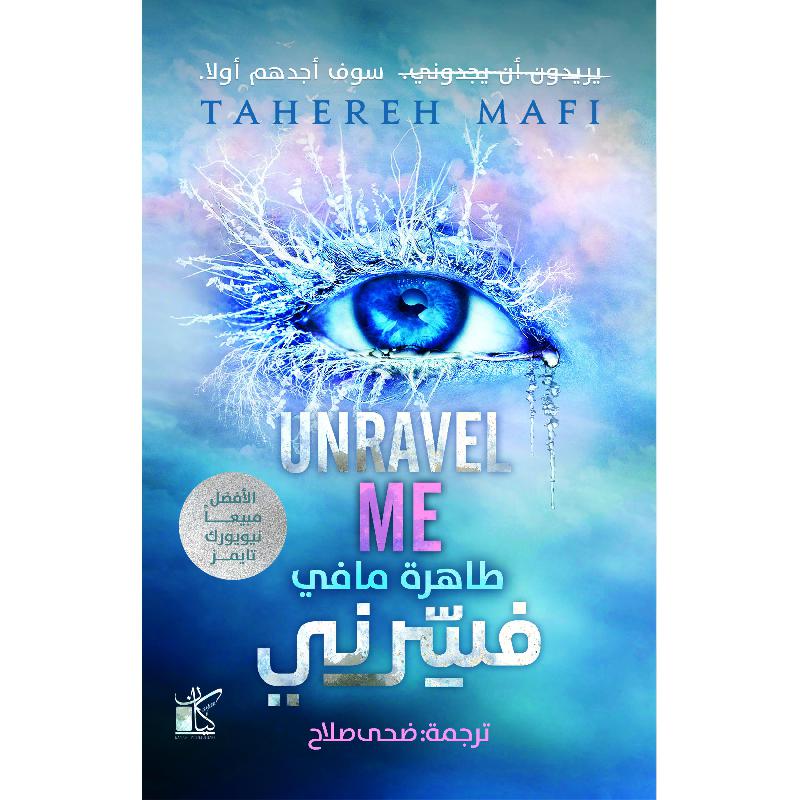 يريدون أن يجدوني. سوف أجدهم أولا.
TAHEREH MAFI
UNRAVEL
ME
الأفضل
مبيعاً
نيويورك
تايمز
طاهرة مافي
فسّرني
ترجمة: ضحى صلاح
كيان